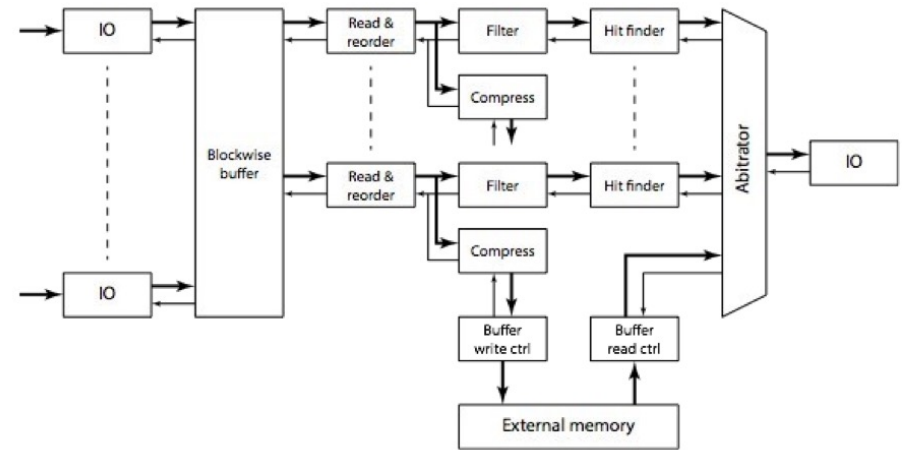 IO
Read &
reorder
Filter
Hit finder
Compress
Blockwise
buffer
Abitrator
IO
Read &
reorder
Filter
Hit finder
Compress
IO
Buffer
write ctrl
Buffer
read ctrl
External memory